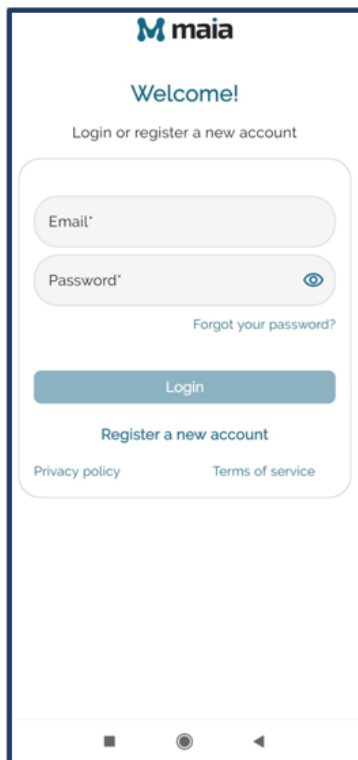 maia
Welcome!
Login or register a new account
Email*
Password*
Forgot your password?
Login
Register a new account
Privacy policy Terms of service